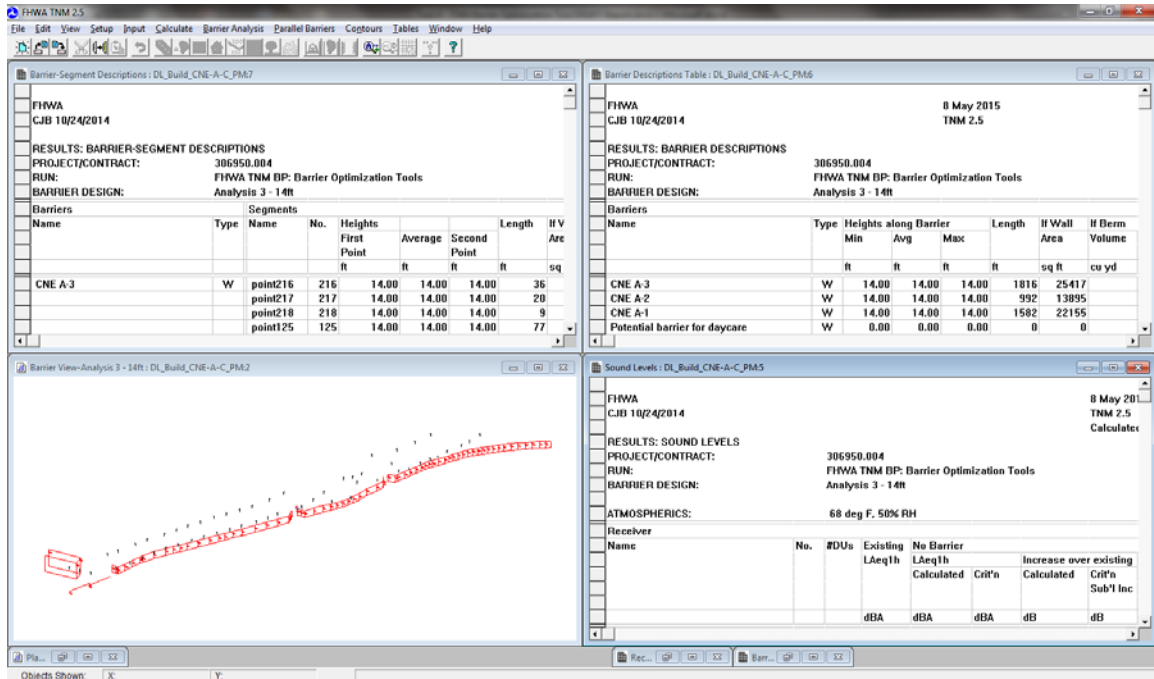 FHWA TNM 2.5
File Edit View Setup Input Calculate Barrier Analysis Parallel Barriers Contours Tables Window Help
Barrier-Segment Descriptions : DL_Build_CNE-A-C_PM:7
FHWA
CJB 10/24/2014
RESULTS: BARRIER-SEGMENT DESCRIPTIONS
PROJECT/CONTRACT: 306950.004
RUN: FHWA TNM BP: Barrier Optimization Tools
BARRIER DESIGN: Analysis 3 - 14ft
Barriers Segments
Name Type Name No. Heights Length If V
First Average Second Are
Point Point
ft ft ft ft sq
CNE A-3 W point216 216 14.00 14.00 14.00 36
point217 217 14.00 14.00 14.00 20
point218 218 14.00 14.00 14.00 9
point125 125 14.00 14.00 14.00 77
Barrier Descriptions Table : DL_Build_CNE-A-C_PM:6
FHWA 8 May 2015
CJB 10/24/2014 TNM 2.5
RESULTS: BARRIER DESCRIPTIONS
PROJECT/CONTRACT: 306950.004
RUN: FHWA TNM BP: Barrier Optimization Tools
BARRIER DESIGN: Analysis 3 - 14ft
Barriers
Name Type Heights along Barrier Length If Wall If Berm
Min Avg Max Area Volume
ft ft ft ft sq ft cu yd
CNE A-3 W 14.00 14.00 14.00 1816 25417
CNE A-2 W 14.00 14.00 14.00 992 13895
CNE A-1 W 14.00 14.00 14.00 1582 22155
Potential barrier for daycare W 0.00 0.00 0.00 0 0
Barrier View-Analysis 3 - 14ft : DL_Build_CNE-A-C_PM:2
Sound Levels : DL_Build_CNE-A-C_PM:5
FHWA 8 May 201
CJB 10/24/2014 TNM 2.5
Calculated
RESULTS: SOUND LEVELS
PROJECT/CONTRACT: 306950.004
RUN: FHWA TNM BP: Barrier Optimization Tools
BARRIER DESIGN: Analysis 3 - 14ft
ATMOSPHERICS: 68 deg F, 50% RH
Receiver
Name No. #DUs Existing No Barrier
LAeq1h LAeq1h Increase over existing
Calculated Crit'n Calculated Crit'n
Sub'l Inc
dBA dBA dBA dB dB
Pla...
Rec...
Barr...
Objects Shown: X: Y: